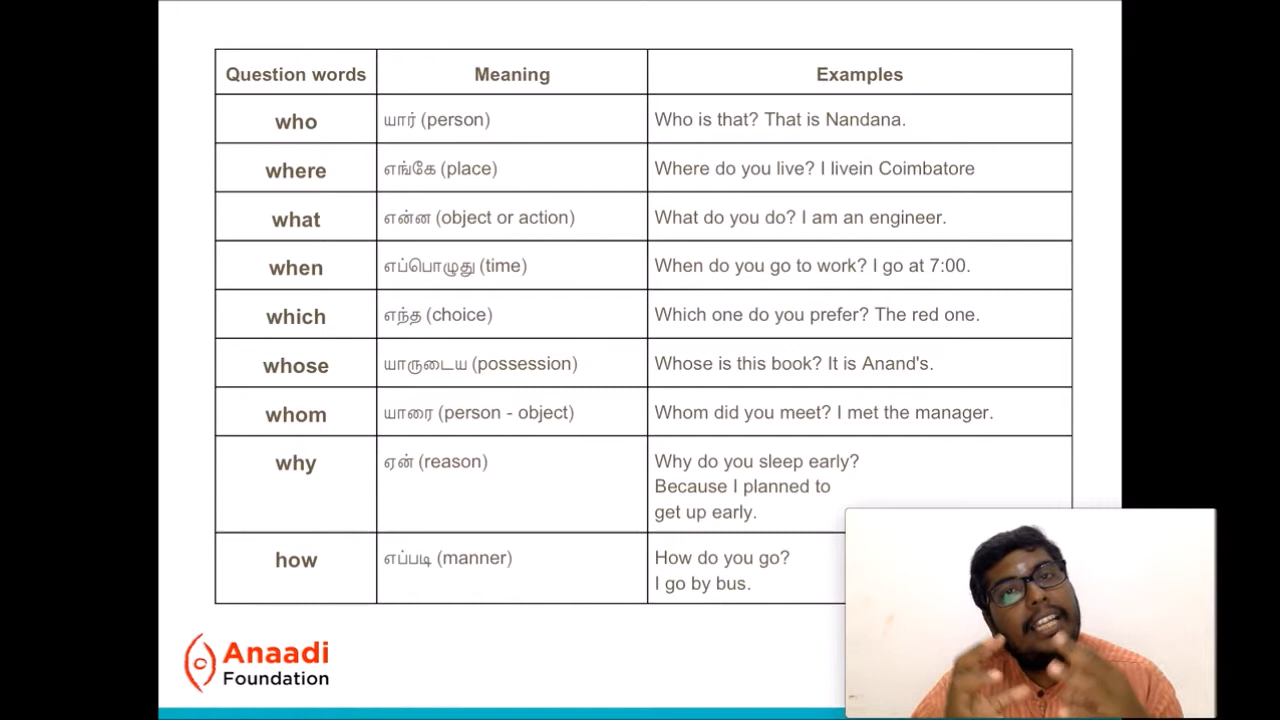 Question words Meaning Examples
who யார் (person) Who is that? That is Nandana.
where எங்கே (place) Where do you live? I livein Coimbatore
what என்ன (object or action) What do you do? I am an engineer.
when எப்பொழுது (time) When do you go to work? I go at 7:00.
which எந்த (choice) Which one do you prefer? The red one.
whose யாருடைய (possession) Whose is this book? It is Anand's.
whom யாரை (person - object) Whom did you meet? I met the manager.
why ஏன் (reason) Why do you sleep early?
Because I planned to
get up early.
how எப்படி (manner) How do you go?
I go by bus.
Anaadi
Foundation